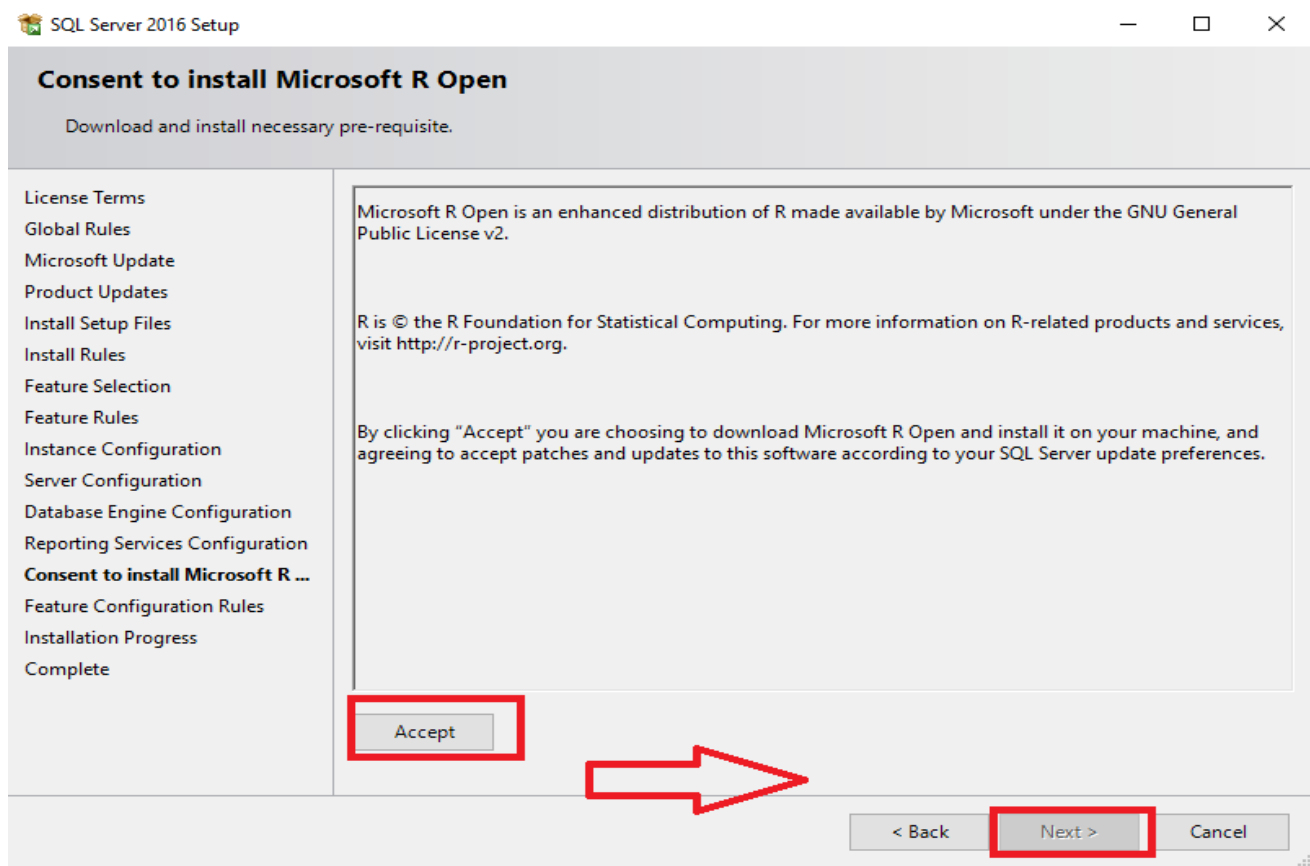 SQL Server 2016 Setup
Consent to install Microsoft R Open
Download and install necessary pre-requisite.
License Terms
Global Rules
Microsoft Update
Product Updates
Install Setup Files
Install Rules
Feature Selection
Feature Rules
Instance Configuration
Server Configuration
Database Engine Configuration
Reporting Services Configuration
Consent to install Microsoft R ...
Feature Configuration Rules
Installation Progress
Complete
Microsoft R Open is an enhanced distribution of R made available by Microsoft under the GNU General
Public License v2.
R is © the R Foundation for Statistical Computing. For more information on R-related products and services,
visit http://r-project.org.
By clicking "Accept" you are choosing to download Microsoft R Open and install it on your machine, and
agreeing to accept patches and updates to this software according to your SQL Server update preferences.
Accept
< Back Next > Cancel